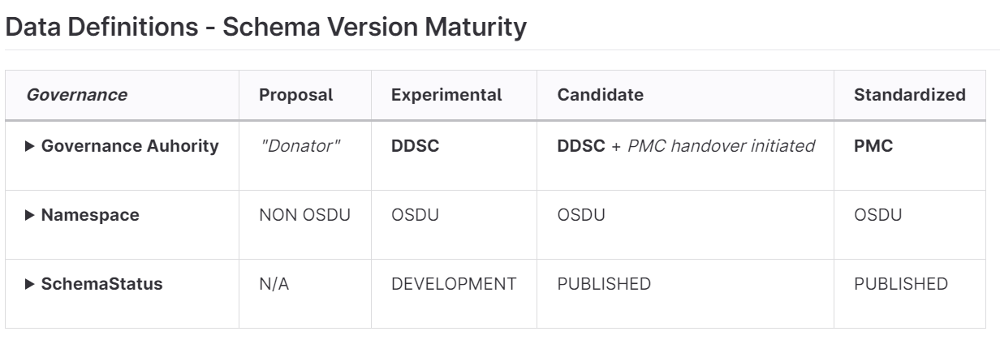 Data Definitions - Schema Version Maturity
Governance Proposal Experimental Candidate Standardized
Governance Auhority "Donator" DDSC DDSC + PMC handover initiated PMC
Namespace NON OSDU OSDU OSDU OSDU
SchemaStatus N/A DEVELOPMENT PUBLISHED PUBLISHED